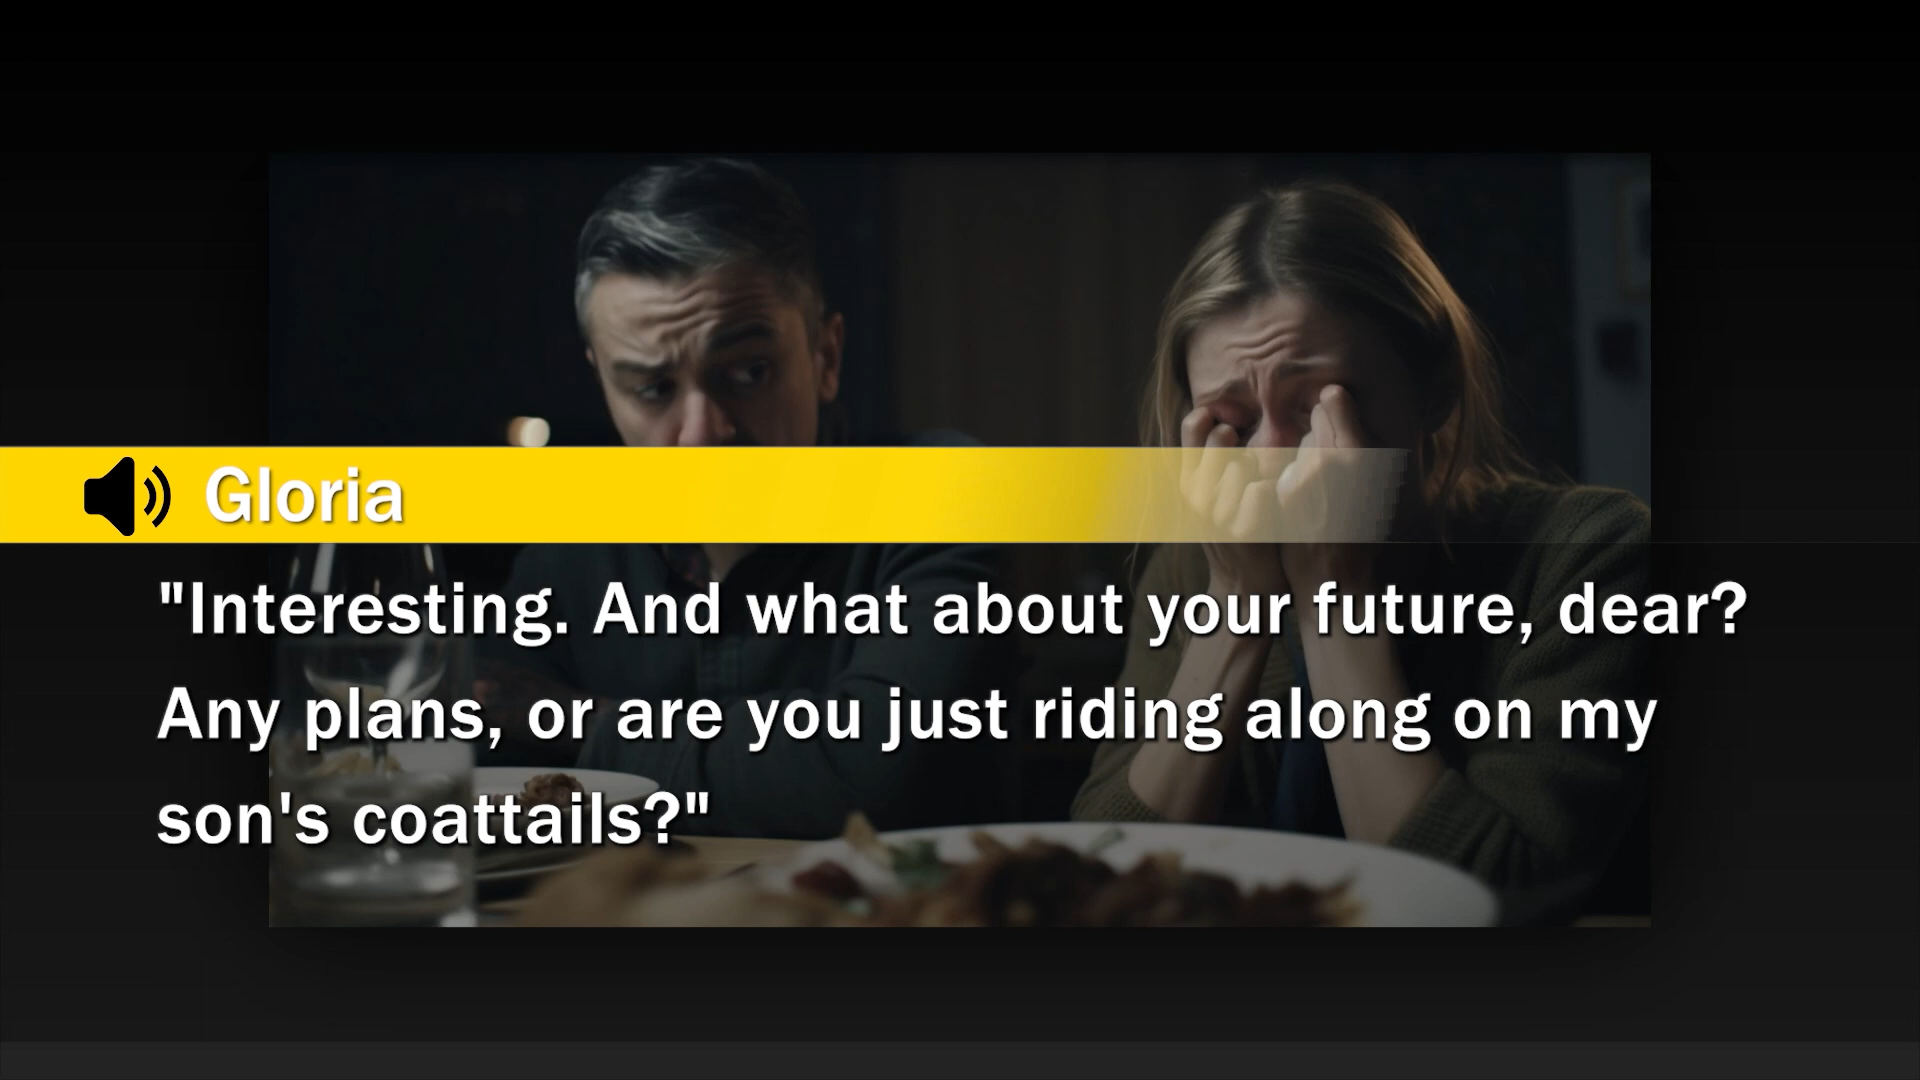 Gloria
"Interesting. And what about your future, dear?
Any plans, or are you just riding along on my
son's coattails?"